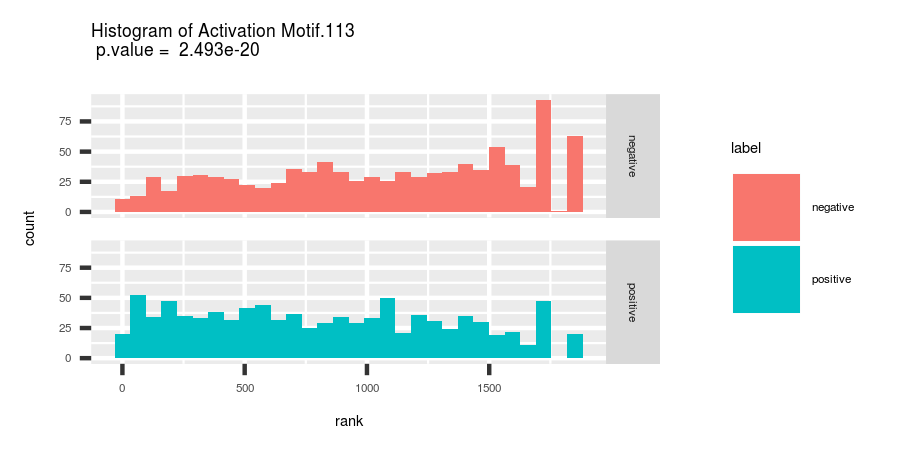 Histogram of Activation Motif.113
p.value =  2.493e-20
count
75
50
25
0
negative
75
50
25
0
positive
0
500
1000
1500
rank
label
negative
positive